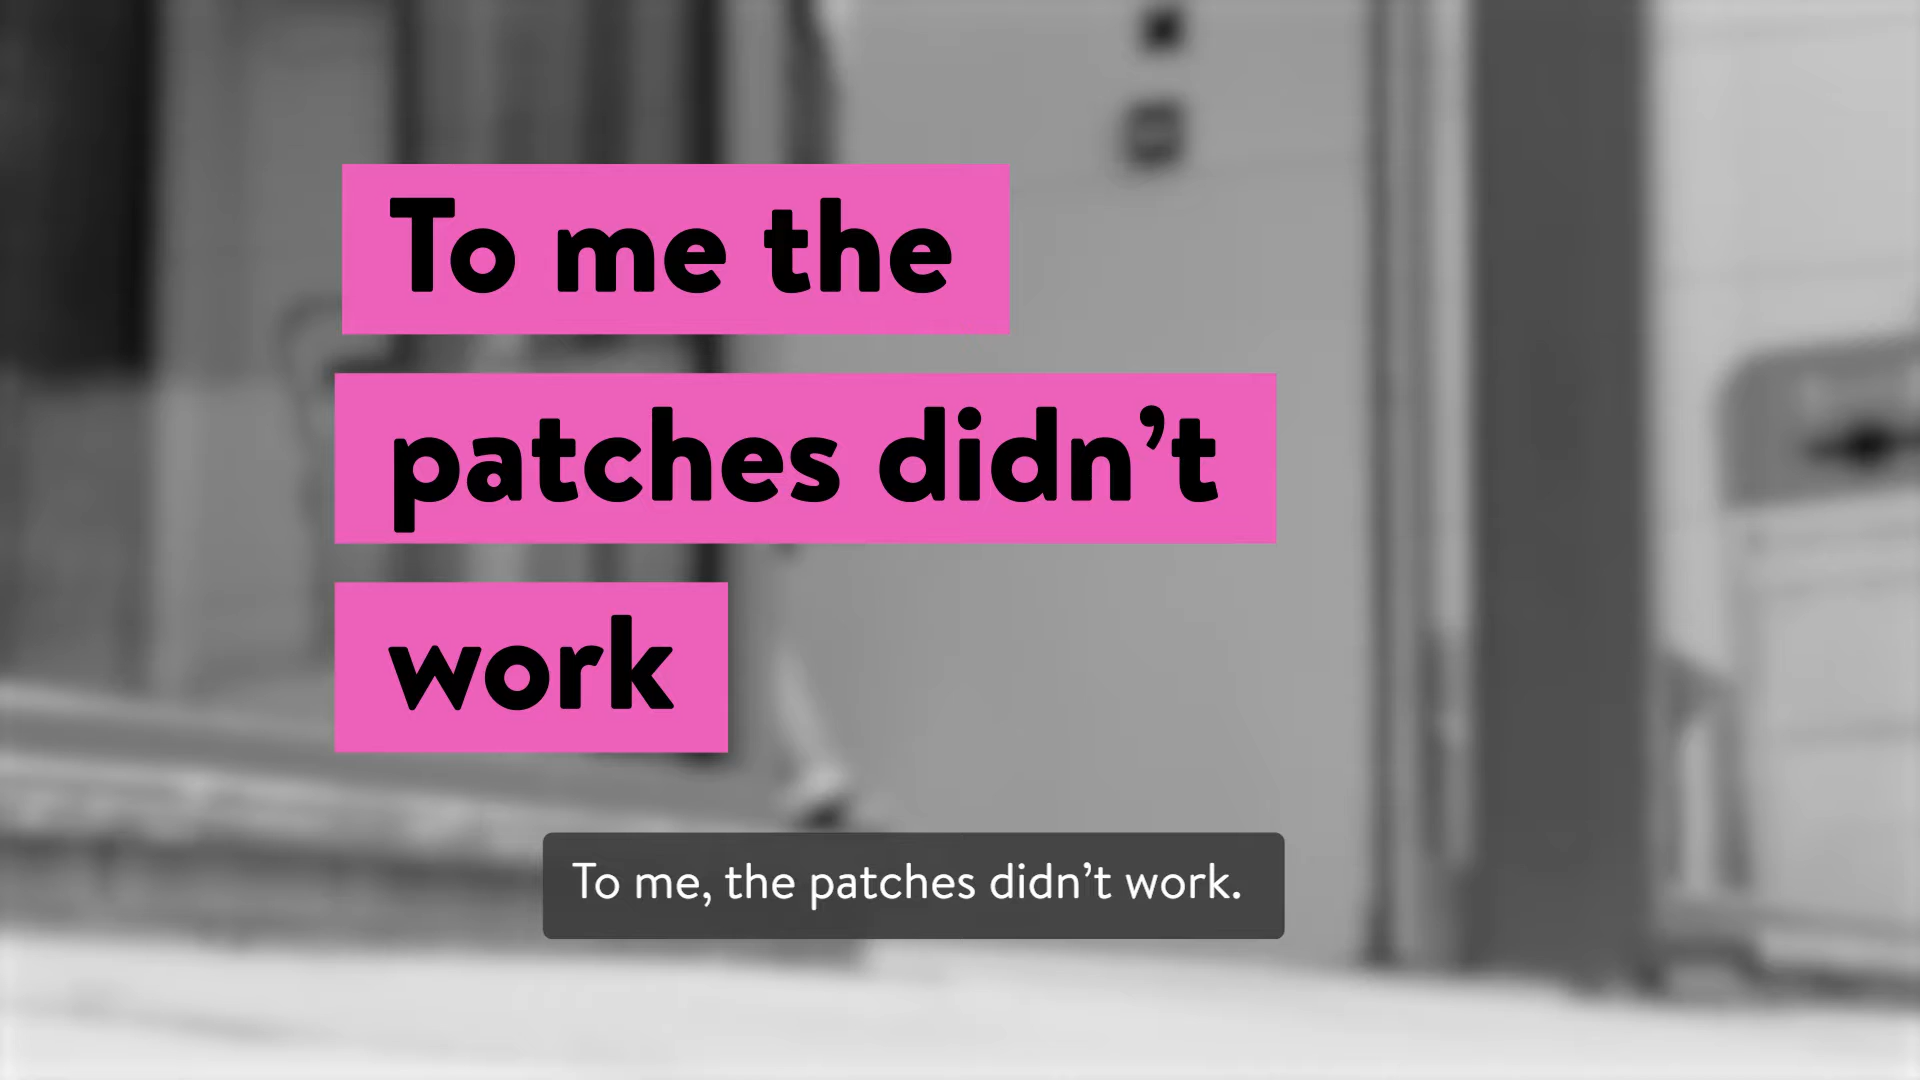 To me the
patches didn’t
work
To me, the patches didn’t work.